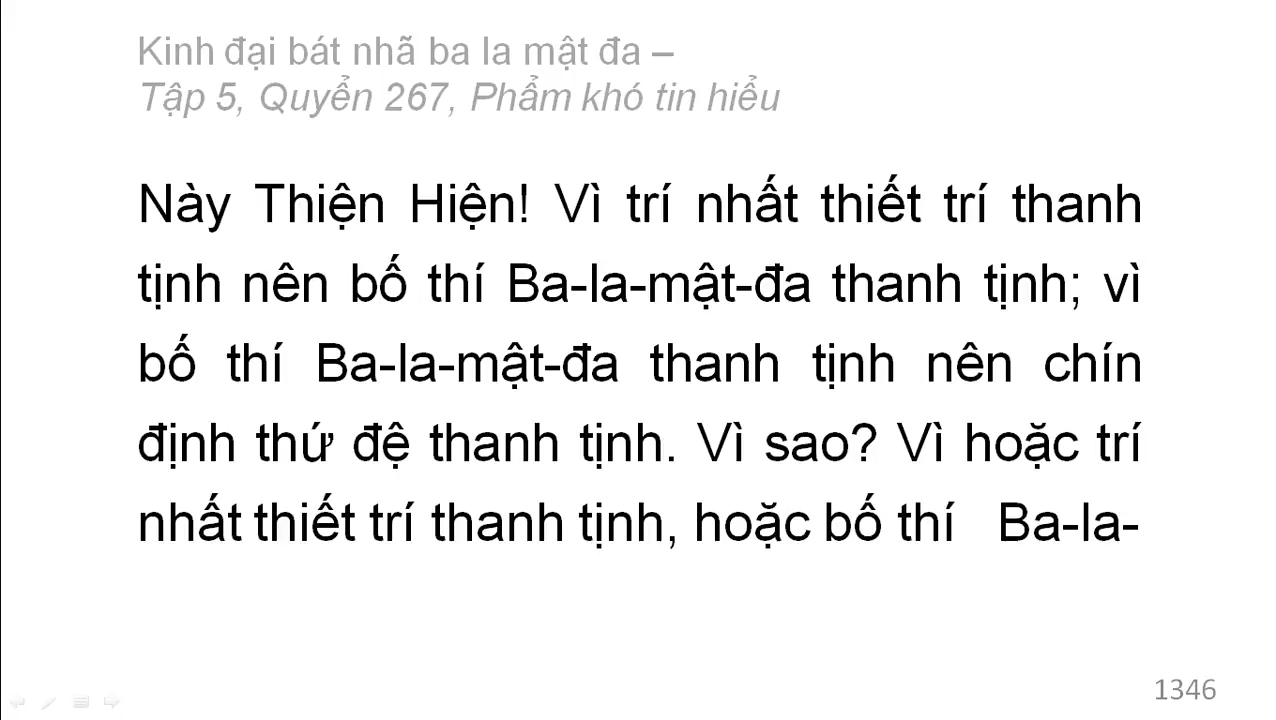 Kinh đại bát nhã ba la mật đa –
Tập 5, Quyển 267, Phẩm khó tin hiểu
Này Thiện Hiện! Vì trí nhất thiết trí thanh
tịnh nên bố thí Ba-la-mật-đa thanh tịnh; vì
bố thí Ba-la-mật-đa thanh tịnh nên chín
định thứ đệ thanh tịnh. Vì sao? Vì hoặc trí
nhất thiết trí thanh tịnh, hoặc bố thí Ba-la-
1346